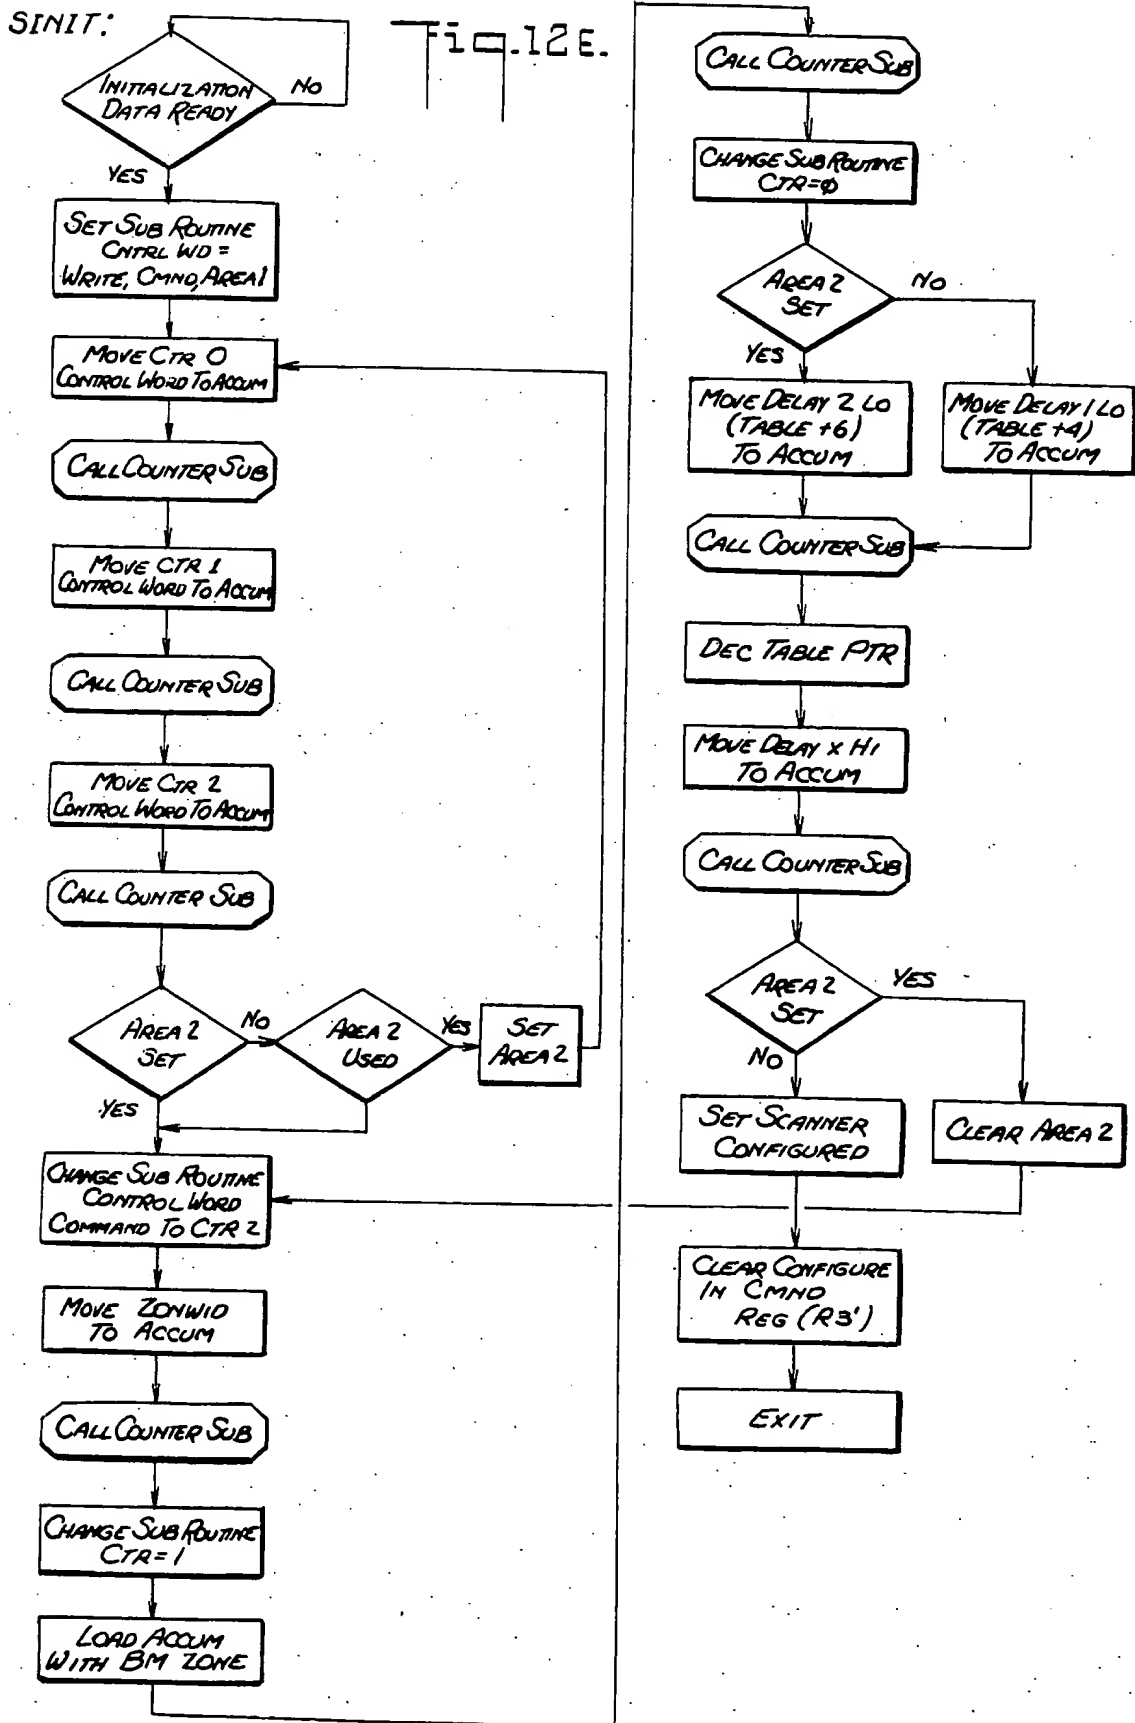 SINIT:
Fig. 12E.
INITIALIZATION
DATA READY
NO
YES
SET SUB ROUTINE
CNTRL WD =
WRITE, CMND, AREA 1
MOVE CTR 0
CONTROL WORD TO ACCUM
CALL COUNTER SUB
MOVE CTR 1
CONTROL WORD TO ACCUM
CALL COUNTER SUB
MOVE CTR 2
CONTROL WORD TO ACCUM
CALL COUNTER SUB
AREA 2
SET
NO
AREA 2
USED
YES
SET
AREA 2
YES
CHANGE SUB ROUTINE
CONTROL WORD
COMMAND TO CTR 2
MOVE ZONWID
TO ACCUM
CALL COUNTER SUB
CHANGE SUB ROUTINE
CTR = 1
LOAD ACCUM
WITH BM ZONE
CALL COUNTER SUB
CHANGE SUB ROUTINE
CTR = φ
AREA 2
SET
NO
YES
MOVE DELAY 2 LO
(TABLE +6)
TO ACCUM
MOVE DELAY 1 LO
(TABLE +4)
TO ACCUM
CALL COUNTER SUB
DEC TABLE PTR
MOVE DELAY X HI
TO ACCUM
CALL COUNTER SUB
AREA 2
SET
YES
NO
SET SCANNER
CONFIGURED
CLEAR AREA 2
CLEAR CONFIGURE
IN CMND
REG (R3')
EXIT